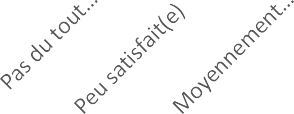 Pas du tout...
Peu satisfait(e)
Moyennement...